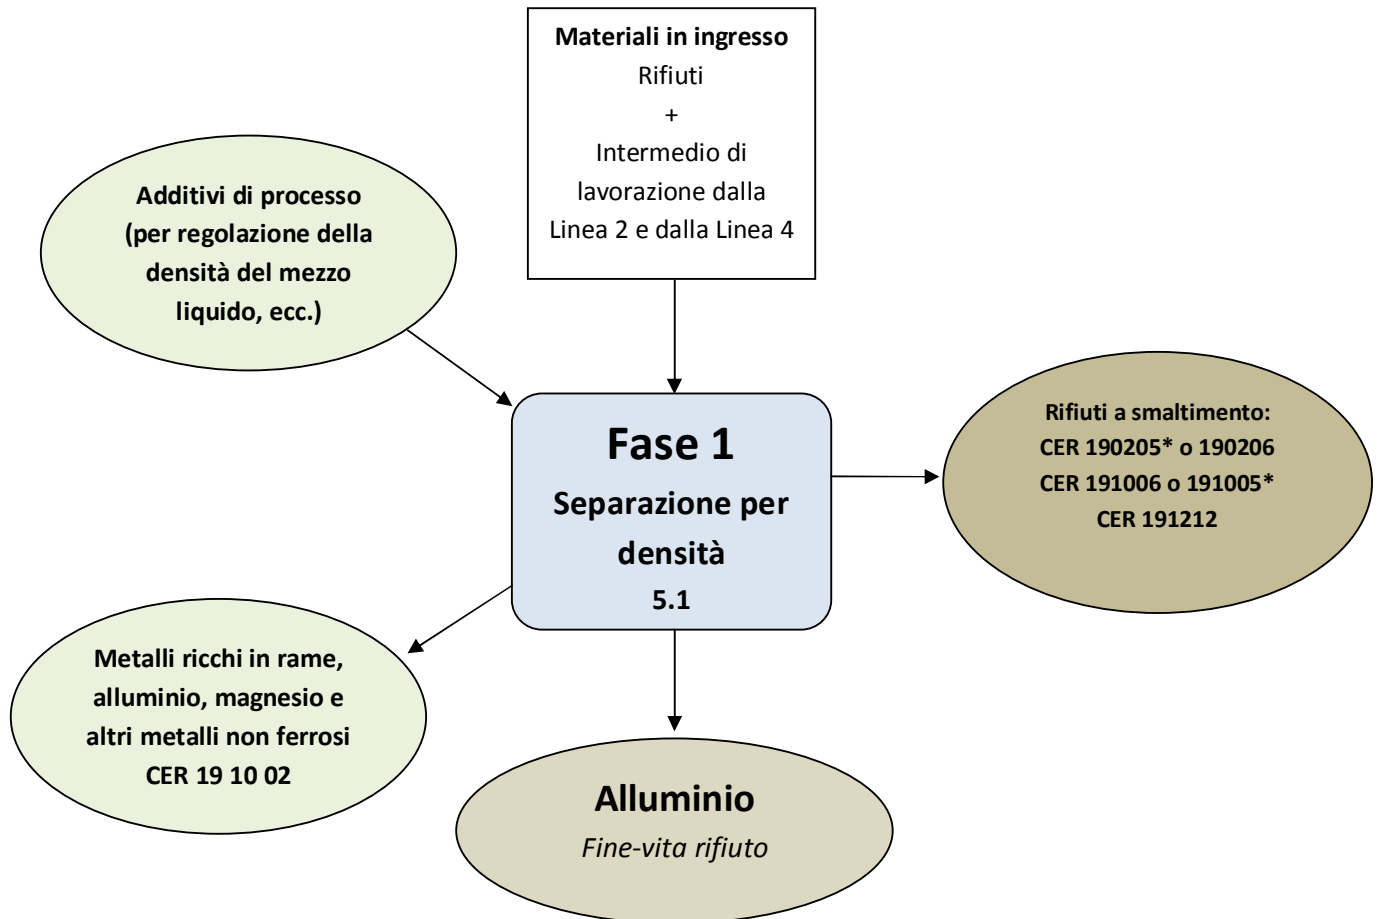 Materiali in ingresso
Rifiuti
+
Intermedio di
lavorazione dalla
Linea 2 e dalla Linea 4
Additivi di processo
(per regolazione della
densità del mezzo
liquido, ecc.)
Fase 1
Separazione per
densità
5.1
Rifiuti a smaltimento:
CER 190205* o 190206
CER 191006 o 191005*
CER 191212
Metalli ricchi in rame,
alluminio, magnesio e
altri metalli non ferrosi
CER 19 10 02
Alluminio
Fine-vita rifiuto